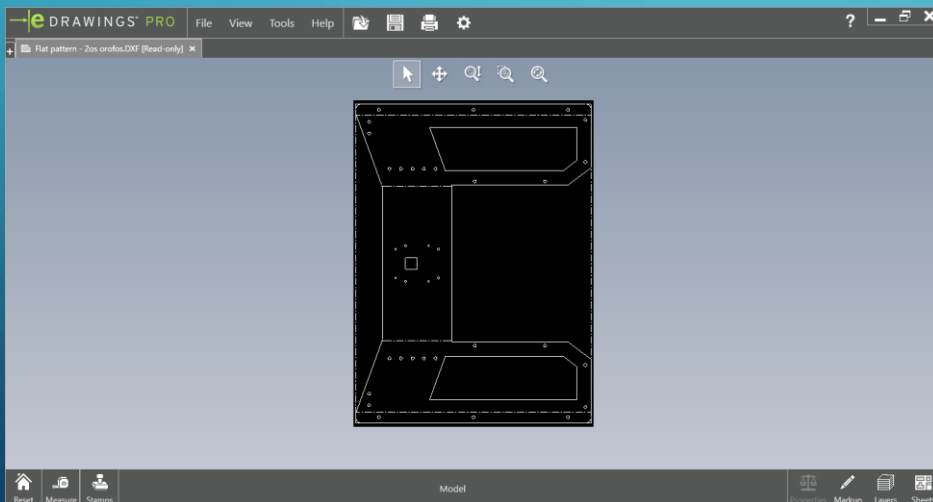 eDRAWINGS® PRO File View Tools Help ?
Flat pattern - 2os orofos.DXF [Read-only] ×
Reset Measure Stamps Model Properties Markup Layers Sheets